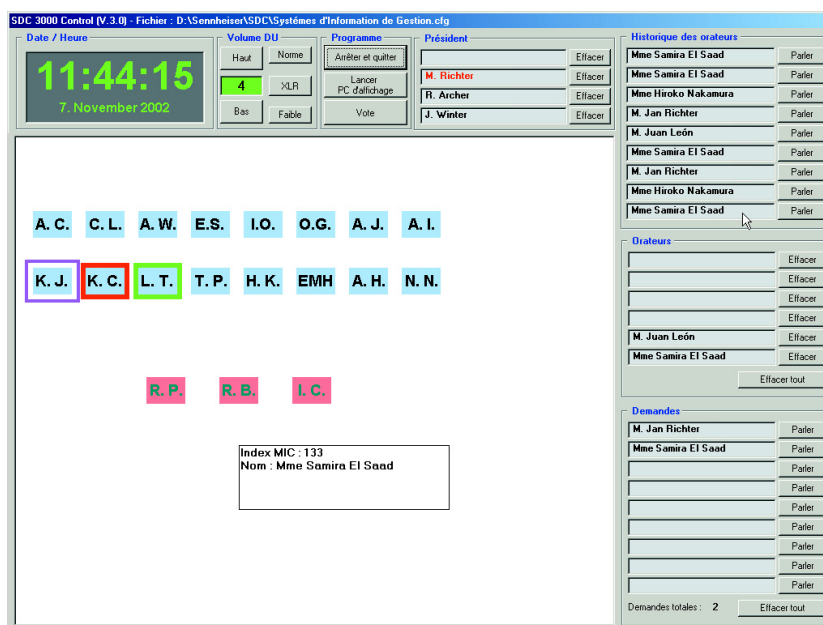 SDC 3000 Control (V.3.0) - Fichier : D:\Sennheiser\SDC\Systémes d'Information de Gestion.cfg
Date / Heure
11:44:15
7. November 2002
Volume DU
Haut
Norme
4
XLR
Bas
Faible
Programme
Arrêter et quitter
Lancer
PC d'affichage
Vote
Président
Effacer
M. Richter Effacer
R. Archer Effacer
J. Winter Effacer
Historique des orateurs
Mme Samira El Saad Parler
Mme Samira El Saad Parler
Mme Hiroko Nakamura Parler
M. Jan Richter Parler
M. Juan León Parler
Mme Samira El Saad Parler
M. Jan Richter Parler
Mme Hiroko Nakamura Parler
Mme Samira El Saad Parler
A. C. C. L. A. W. E.S. I.O. O.G. A. J. A. I.
K. J. K. C. L. T. T. P. H. K. EMH A. H. N. N.
R. P. R. B. I. C.
Index MIC : 133
Nom : Mme Samira El Saad
Orateurs
Effacer
Effacer
Effacer
Effacer
M. Juan León Effacer
Mme Samira El Saad Effacer
Effacer tout
Demandes
M. Jan Richter Parler
Mme Samira El Saad Parler
Parler
Parler
Parler
Parler
Parler
Parler
Parler
Demandes totales : 2 Effacer tout